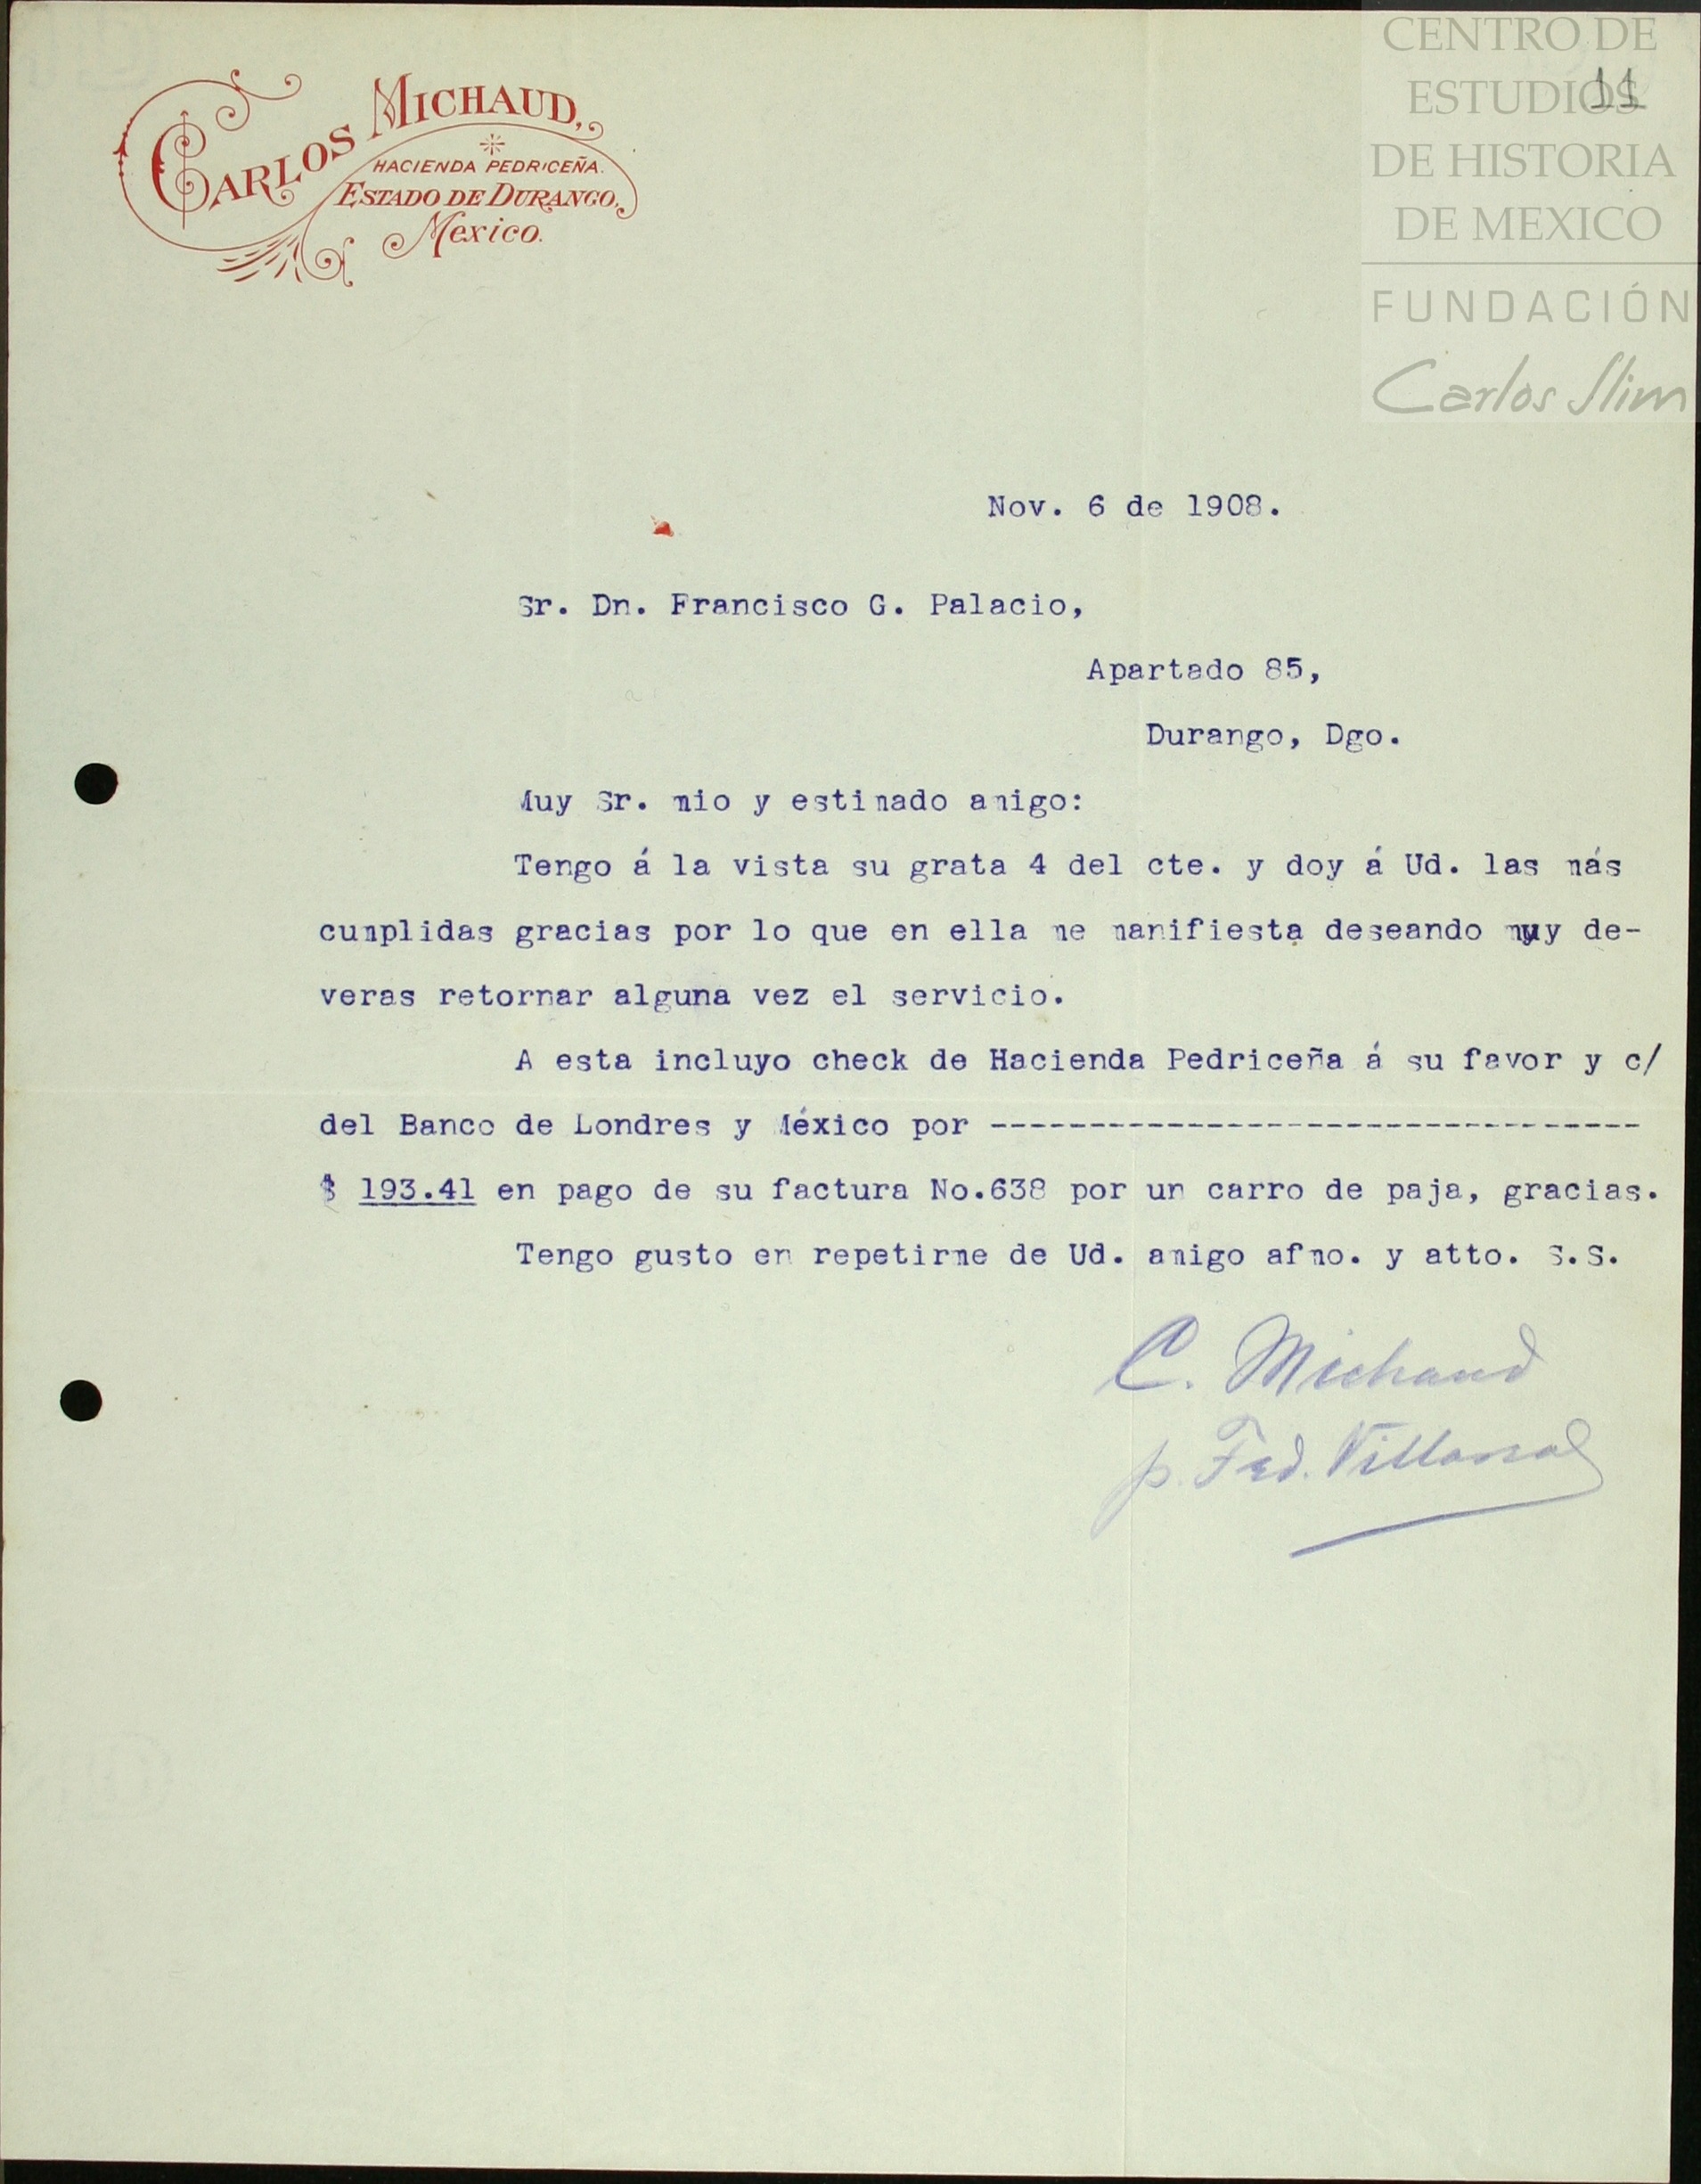 CARLOS MICHAUD,
HACIENDA PEDRICEÑA.
ESTADO DE DURANGO,
Mexico.
CENTRO DE
ESTUDIOS
DE HISTORIA
DE MEXICO
FUNDACIÓN
Carlos Slim
11
Nov. 6 de 1908.
Sr. Dn. Francisco G. Palacio,
Apartado 85,
Durango, Dgo.
Muy Sr. mio y estimado amigo:
Tengo á la vista su grata 4 del cte. y doy á Ud. las más
cumplidas gracias por lo que en ella me manifiesta deseando muy de-
veras retornar alguna vez el servicio.
A esta incluyo check de Hacienda Pedriceña á su favor y c/
del Banco de Londres y México por ---------------------------------
$ 193.41 en pago de su factura No.638 por un carro de paja, gracias.
Tengo gusto en repetirme de Ud. amigo afmo. y atto. S.S.
C. Michaud
p. Fed. Villarreal